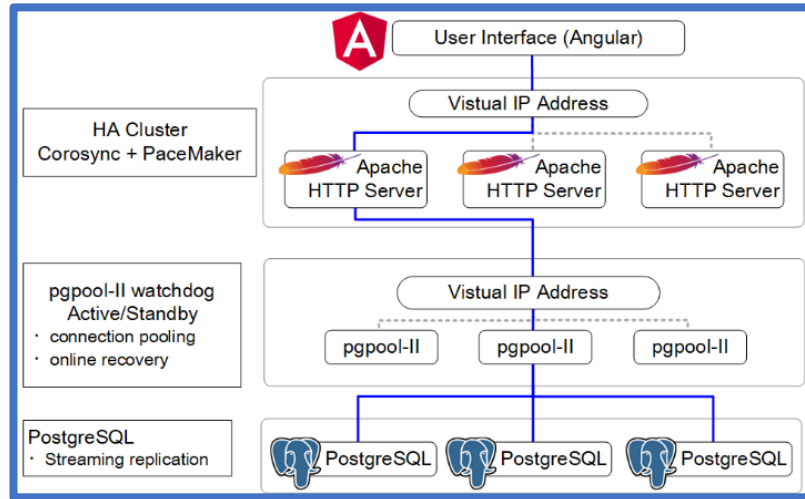 A
User Interface (Angular)
Vistual IP Address
HA Cluster
Corosync + PaceMaker
Apache
HTTP Server
Apache
HTTP Server
Apache
HTTP Server
pgpool-II watchdog
Active/Standby
・ connection pooling
・ online recovery
Vistual IP Address
pgpool-II
pgpool-II
pgpool-II
PostgreSQL
・ Streaming replication
PostgreSQL
PostgreSQL
PostgreSQL